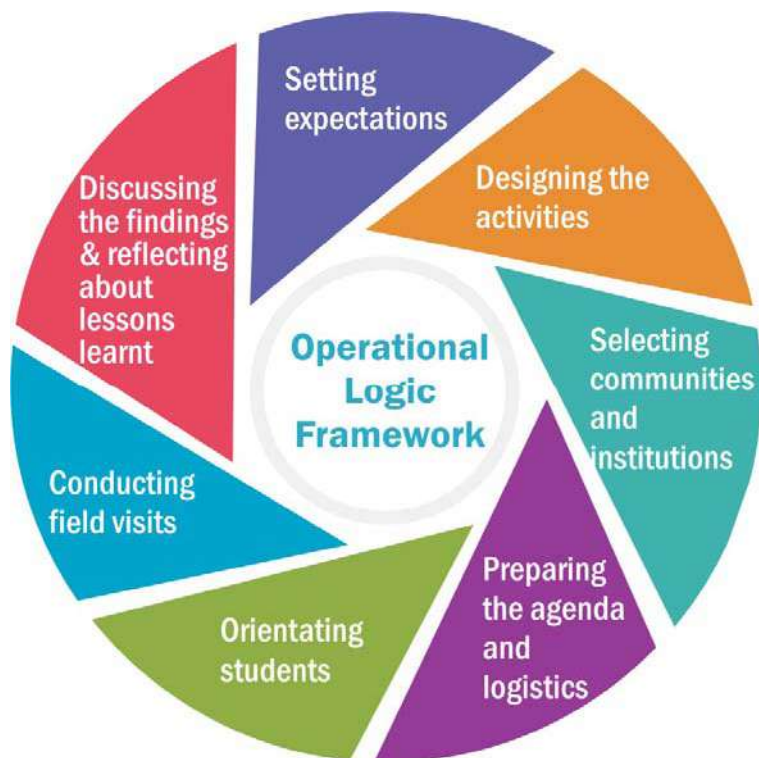 Setting
expectations
Designing the
activities
Selecting
communities
and
institutions
Preparing
the agenda
and
logistics
Orientating
students
Conducting
field visits
Discussing
the findings
& reflecting
about
lessons
learnt
Operational
Logic
Framework